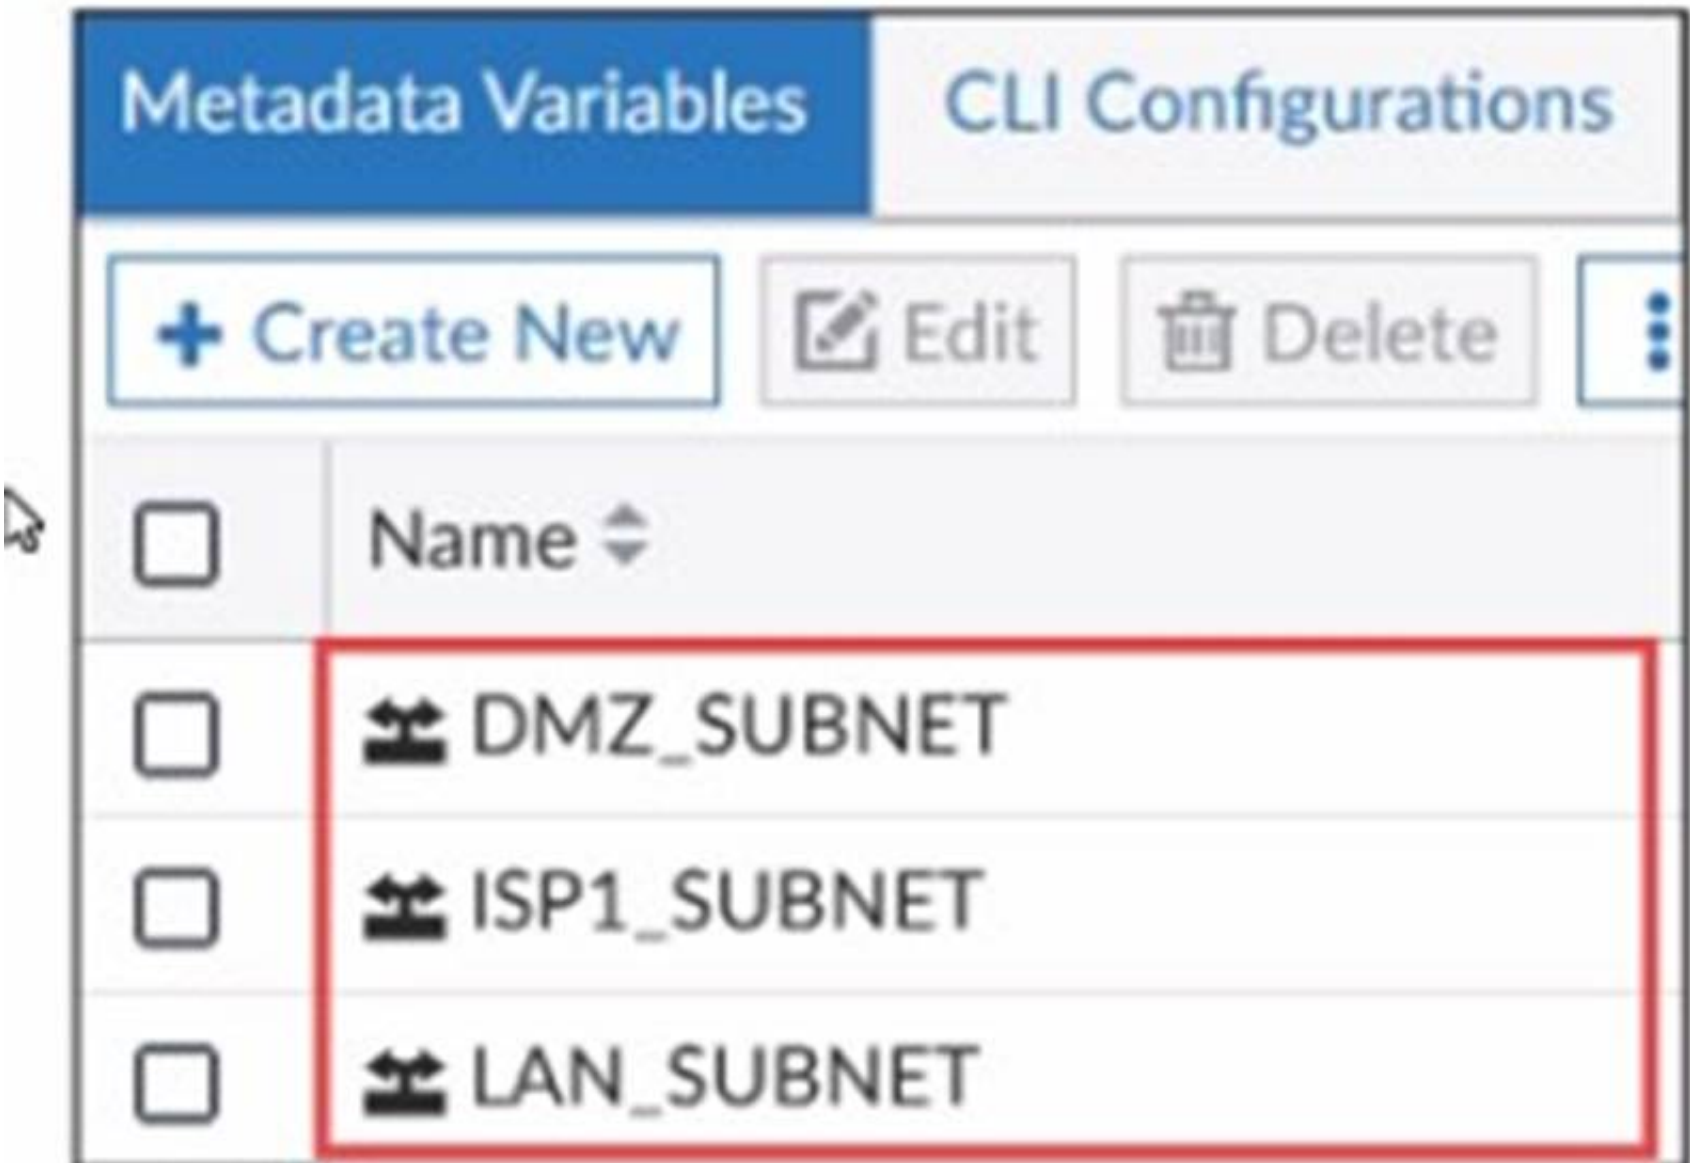 Metadata Variables CLI Configurations
Create New Edit Delete
Name
DMZ_SUBNET
ISP1_SUBNET
LAN_SUBNET